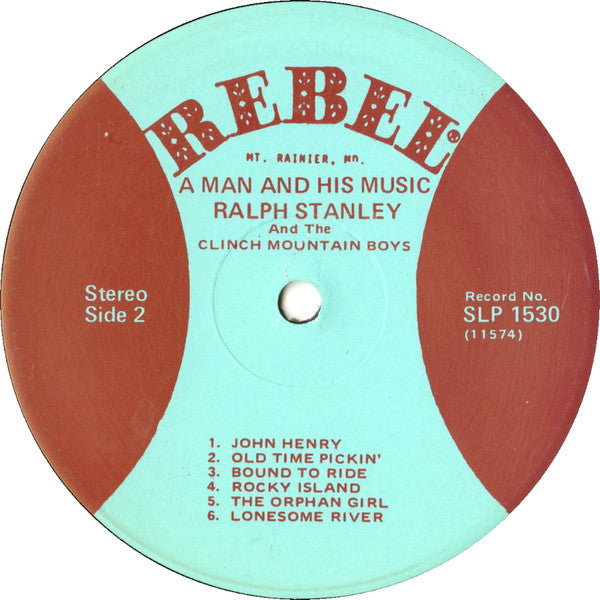 REBEL®
MT. RAINIER, MD.
A MAN AND HIS MUSIC
RALPH STANLEY
And The
CLINCH MOUNTAIN BOYS
Stereo
Side 2
Record No.
SLP 1530
(11574)
1. JOHN HENRY
2. OLD TIME PICKIN'
3. BOUND TO RIDE
4. ROCKY ISLAND
5. THE ORPHAN GIRL
6. LONESOME RIVER